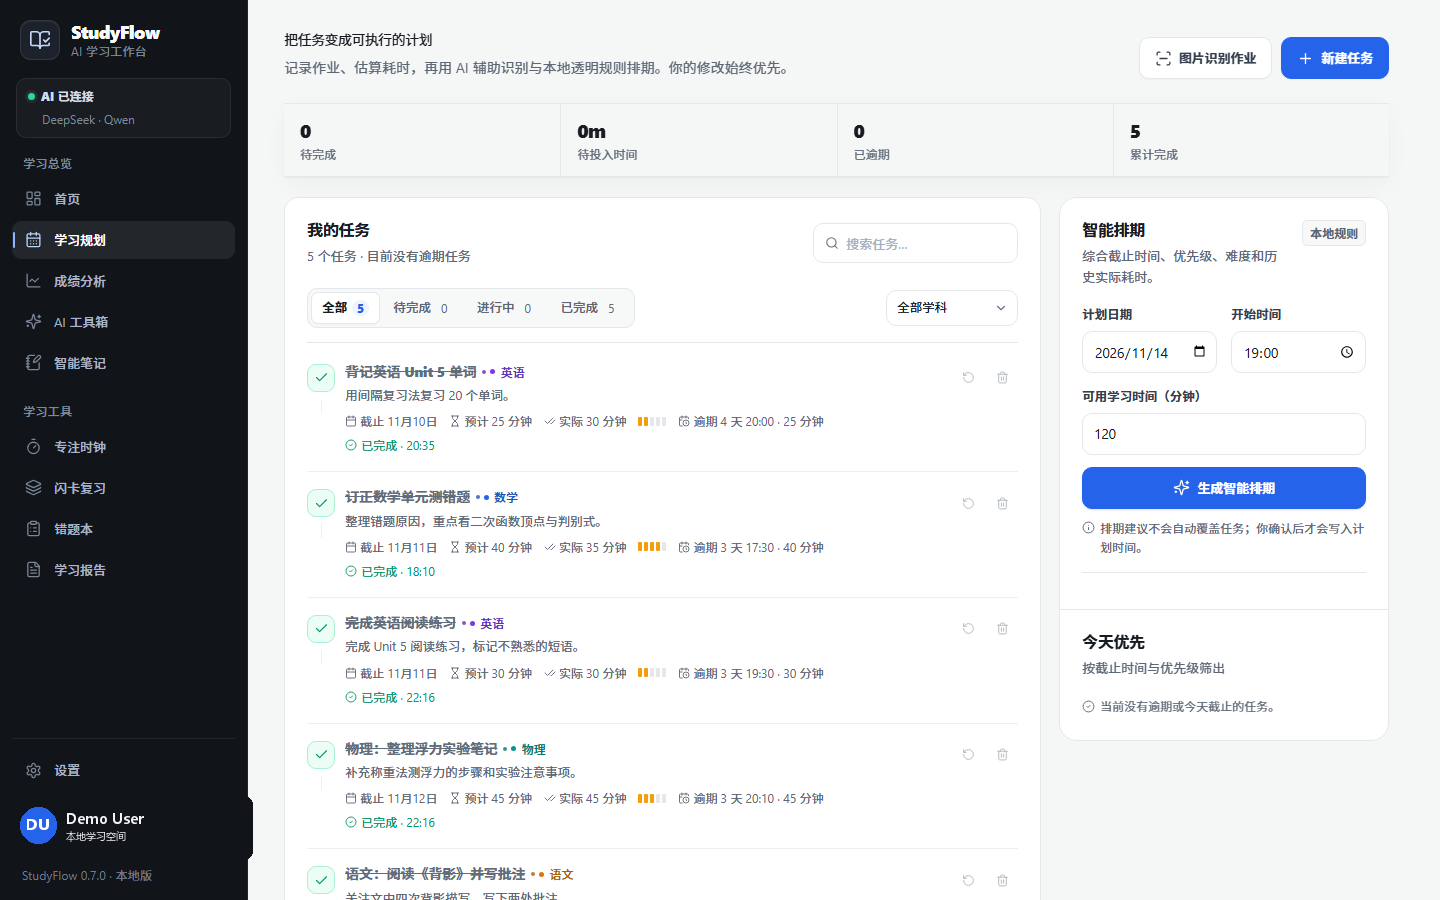 StudyFlow
AI 学习工作台
AI 已连接
DeepSeek · Qwen
学习总览
首页
学习规划
成绩分析
AI 工具箱
智能笔记
学习工具
专注时钟
闪卡复习
错题本
学习报告
设置
DU
Demo User
本地学习空间
StudyFlow 0.7.0 · 本地版
把任务变成可执行的计划
记录作业、估算耗时，再用 AI 辅助识别与本地透明规则排期。你的修改始终优先。
图片识别作业
新建任务
0
待完成
0m
待投入时间
0
已逾期
5
累计完成
我的任务
5 个任务 · 目前没有逾期任务
搜索任务...
全部 5 待完成 0 进行中 0 已完成 5
全部学科
背记英语 Unit 5 单词 英语
用间隔复习法复习 20 个单词。
截止 11月10日 预计 25 分钟 实际 30 分钟 逾期 4 天 20:00 · 25 分钟
已完成 · 20:35
订正数学单元测错题 数学
整理错题原因，重点看二次函数顶点与判别式。
截止 11月11日 预计 40 分钟 实际 35 分钟 逾期 3 天 17:30 · 40 分钟
已完成 · 18:10
完成英语阅读练习 英语
完成 Unit 5 阅读练习，标记不熟悉的短语。
截止 11月11日 预计 30 分钟 实际 30 分钟 逾期 3 天 19:30 · 30 分钟
已完成 · 22:16
物理：整理浮力实验笔记 物理
补充称重法测浮力的步骤和实验注意事项。
截止 11月12日 预计 45 分钟 实际 45 分钟 逾期 3 天 20:10 · 45 分钟
已完成 · 22:16
语文：阅读《背影》并写批注 语文
关注文中四次背影描写，写下两处批注
智能排期
本地规则
综合截止时间、优先级、难度和历
史实际耗时。
计划日期 开始时间
2026/11/14 19:00
可用学习时间（分钟）
120
生成智能排期
排期建议不会自动覆盖任务；你确认后才会写入计
划时间。
今天优先
按截止时间与优先级筛出
当前没有逾期或今天截止的任务。